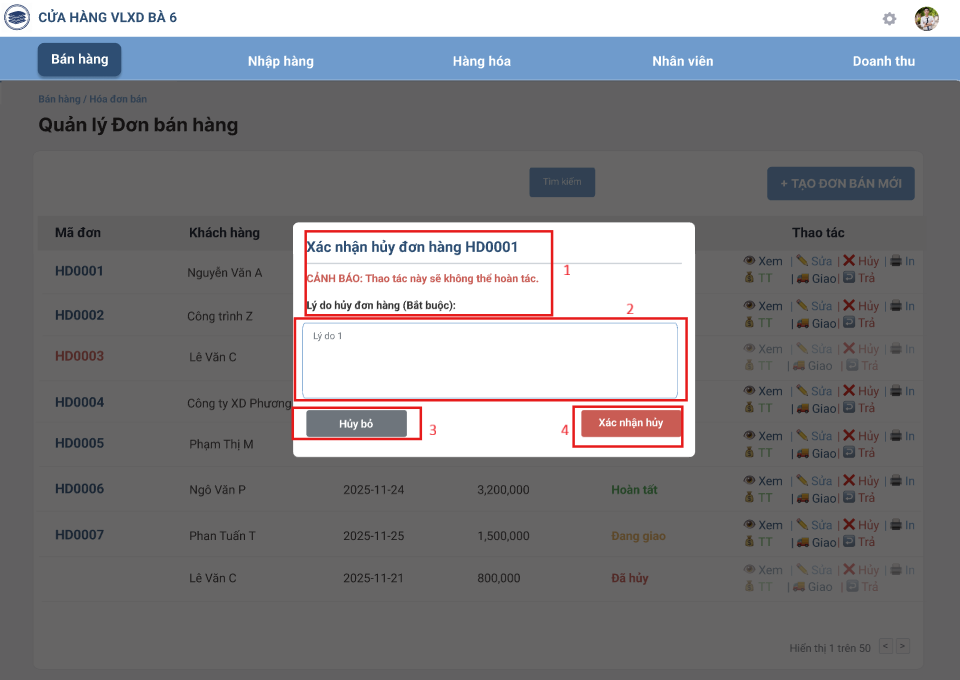 CỬA HÀNG VLXD BÀ 6
Bán hàng
Nhập hàng
Hàng hóa
Nhân viên
Doanh thu
Bán hàng / Hóa đơn bán
Quản lý Đơn bán hàng
Tìm kiếm
+ TẠO ĐƠN BÁN MỚI
Mã đơn
Khách hàng
Thao tác
Xác nhận hủy đơn hàng HD0001
CẢNH BÁO: Thao tác này sẽ không thể hoàn tác.
1
Lý do hủy đơn hàng (Bắt buộc):
2
Lý do 1
Hủy bỏ
3
4
Xác nhận hủy
HD0001
Nguyễn Văn A
Xem | Sửa | Hủy | In
TT | Giao| Trả
HD0002
Công trình Z
Xem | Sửa | Hủy | In
TT | Giao| Trả
HD0003
Lê Văn C
Xem | Sửa | Hủy | In
TT | Giao | Trả
HD0004
Công ty XD Phương
Xem | Sửa | Hủy | In
TT | Giao| Trả
HD0005
Phạm Thị M
Xem | Sửa | Hủy | In
TT | Giao| Trả
HD0006
Ngô Văn P
2025-11-24
3,200,000
Hoàn tất
Xem | Sửa | Hủy | In
TT | Giao| Trả
HD0007
Phan Tuấn T
2025-11-25
1,500,000
Đang giao
Xem | Sửa | Hủy | In
TT | Giao| Trả
Lê Văn C
2025-11-21
800,000
Đã hủy
Xem | Sửa | Hủy | In
TT | Giao | Trả
Hiển thị 1 trên 50 < >